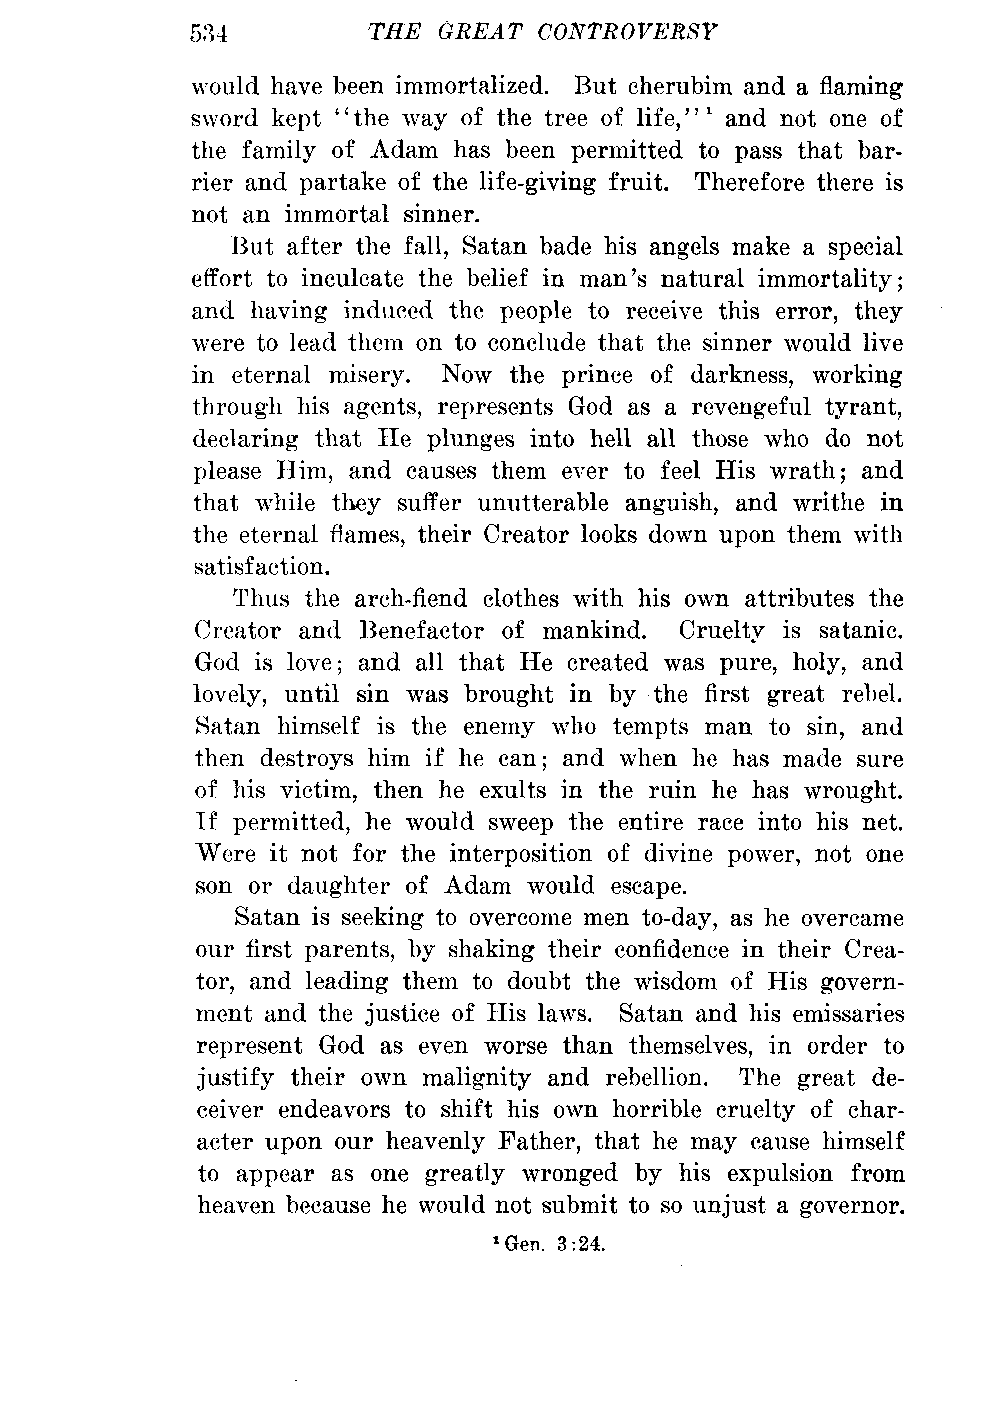 534 THE GREAT CONTROVERSY
would have been immortalized. But cherubim and a flaming
sword kept "the way of the tree of life,"¹ and not one of
the family of Adam has been permitted to pass that bar-
rier and partake of the life-giving fruit. Therefore there is
not an immortal sinner.
But after the fall, Satan bade his angels make a special
effort to inculcate the belief in man's natural immortality;
and having induced the people to receive this error, they
were to lead them on to conclude that the sinner would live
in eternal misery. Now the prince of darkness, working
through his agents, represents God as a revengeful tyrant,
declaring that He plunges into hell all those who do not
please Him, and causes them ever to feel His wrath; and
that while they suffer unutterable anguish, and writhe in
the eternal flames, their Creator looks down upon them with
satisfaction.
Thus the arch-fiend clothes with his own attributes the
Creator and Benefactor of mankind. Cruelty is satanic.
God is love; and all that He created was pure, holy, and
lovely, until sin was brought in by the first great rebel.
Satan himself is the enemy who tempts man to sin, and
then destroys him if he can; and when he has made sure
of his victim, then he exults in the ruin he has wrought.
If permitted, he would sweep the entire race into his net.
Were it not for the interposition of divine power, not one
son or daughter of Adam would escape.
Satan is seeking to overcome men to-day, as he overcame
our first parents, by shaking their confidence in their Crea-
tor, and leading them to doubt the wisdom of His govern-
ment and the justice of His laws. Satan and his emissaries
represent God as even worse than themselves, in order to
justify their own malignity and rebellion. The great de-
ceiver endeavors to shift his own horrible cruelty of char-
acter upon our heavenly Father, that he may cause himself
to appear as one greatly wronged by his expulsion from
heaven because he would not submit to so unjust a governor.
¹ Gen. 3:24.